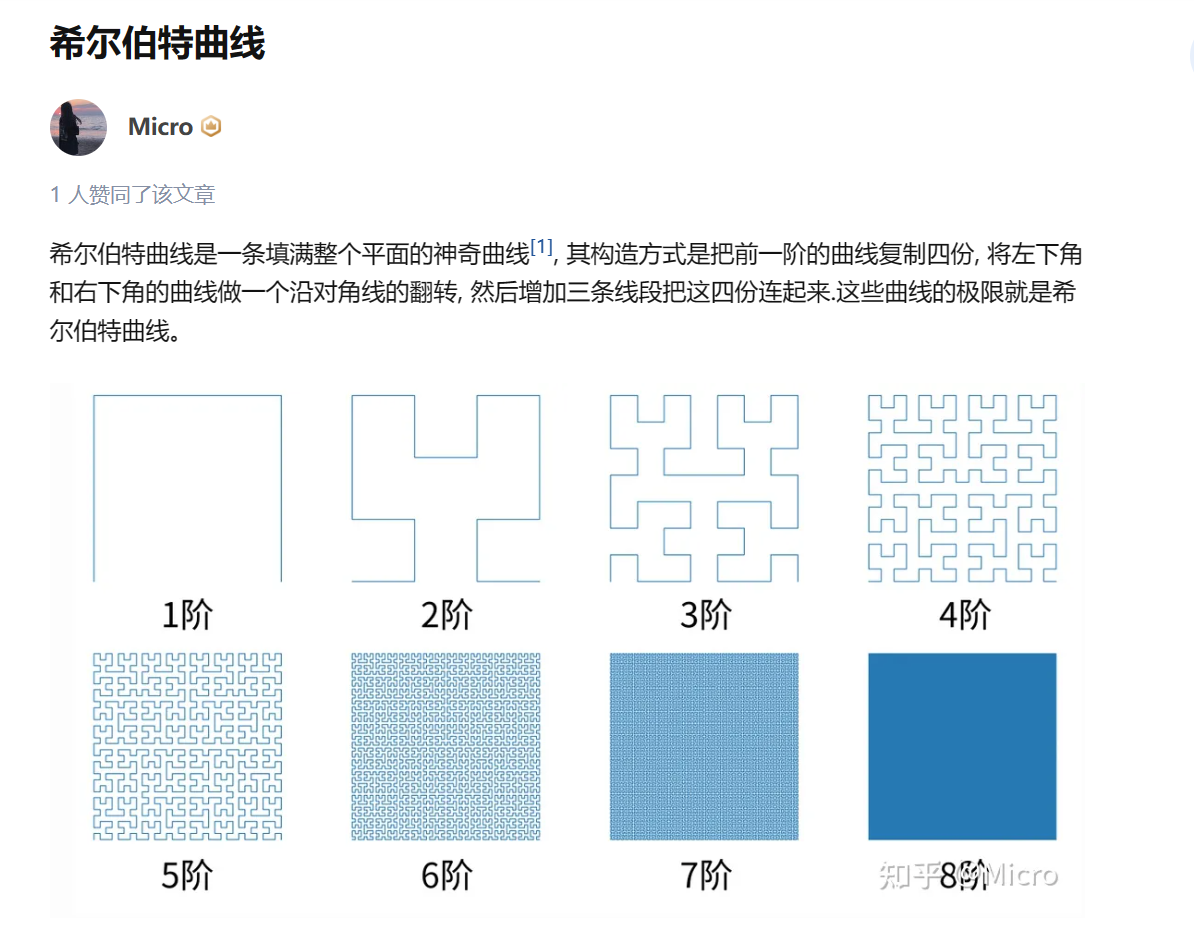 希尔伯特曲线
Micro
1 人赞同了该文章
希尔伯特曲线是一条填满整个平面的神奇曲线[1], 其构造方式是把前一阶的曲线复制四份, 将左下角
和右下角的曲线做一个沿对角线的翻转, 然后增加三条线段把这四份连起来.这些曲线的极限就是希
尔伯特曲线。
1阶 2阶 3阶 4阶
5阶 6阶 7阶 8阶
知乎 @Micro